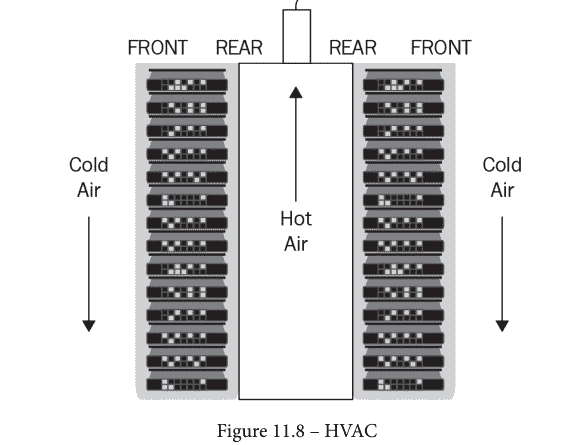 FRONT REAR REAR FRONT
Cold
Air
Hot
Air
Cold
Air
Figure 11.8 – HVAC